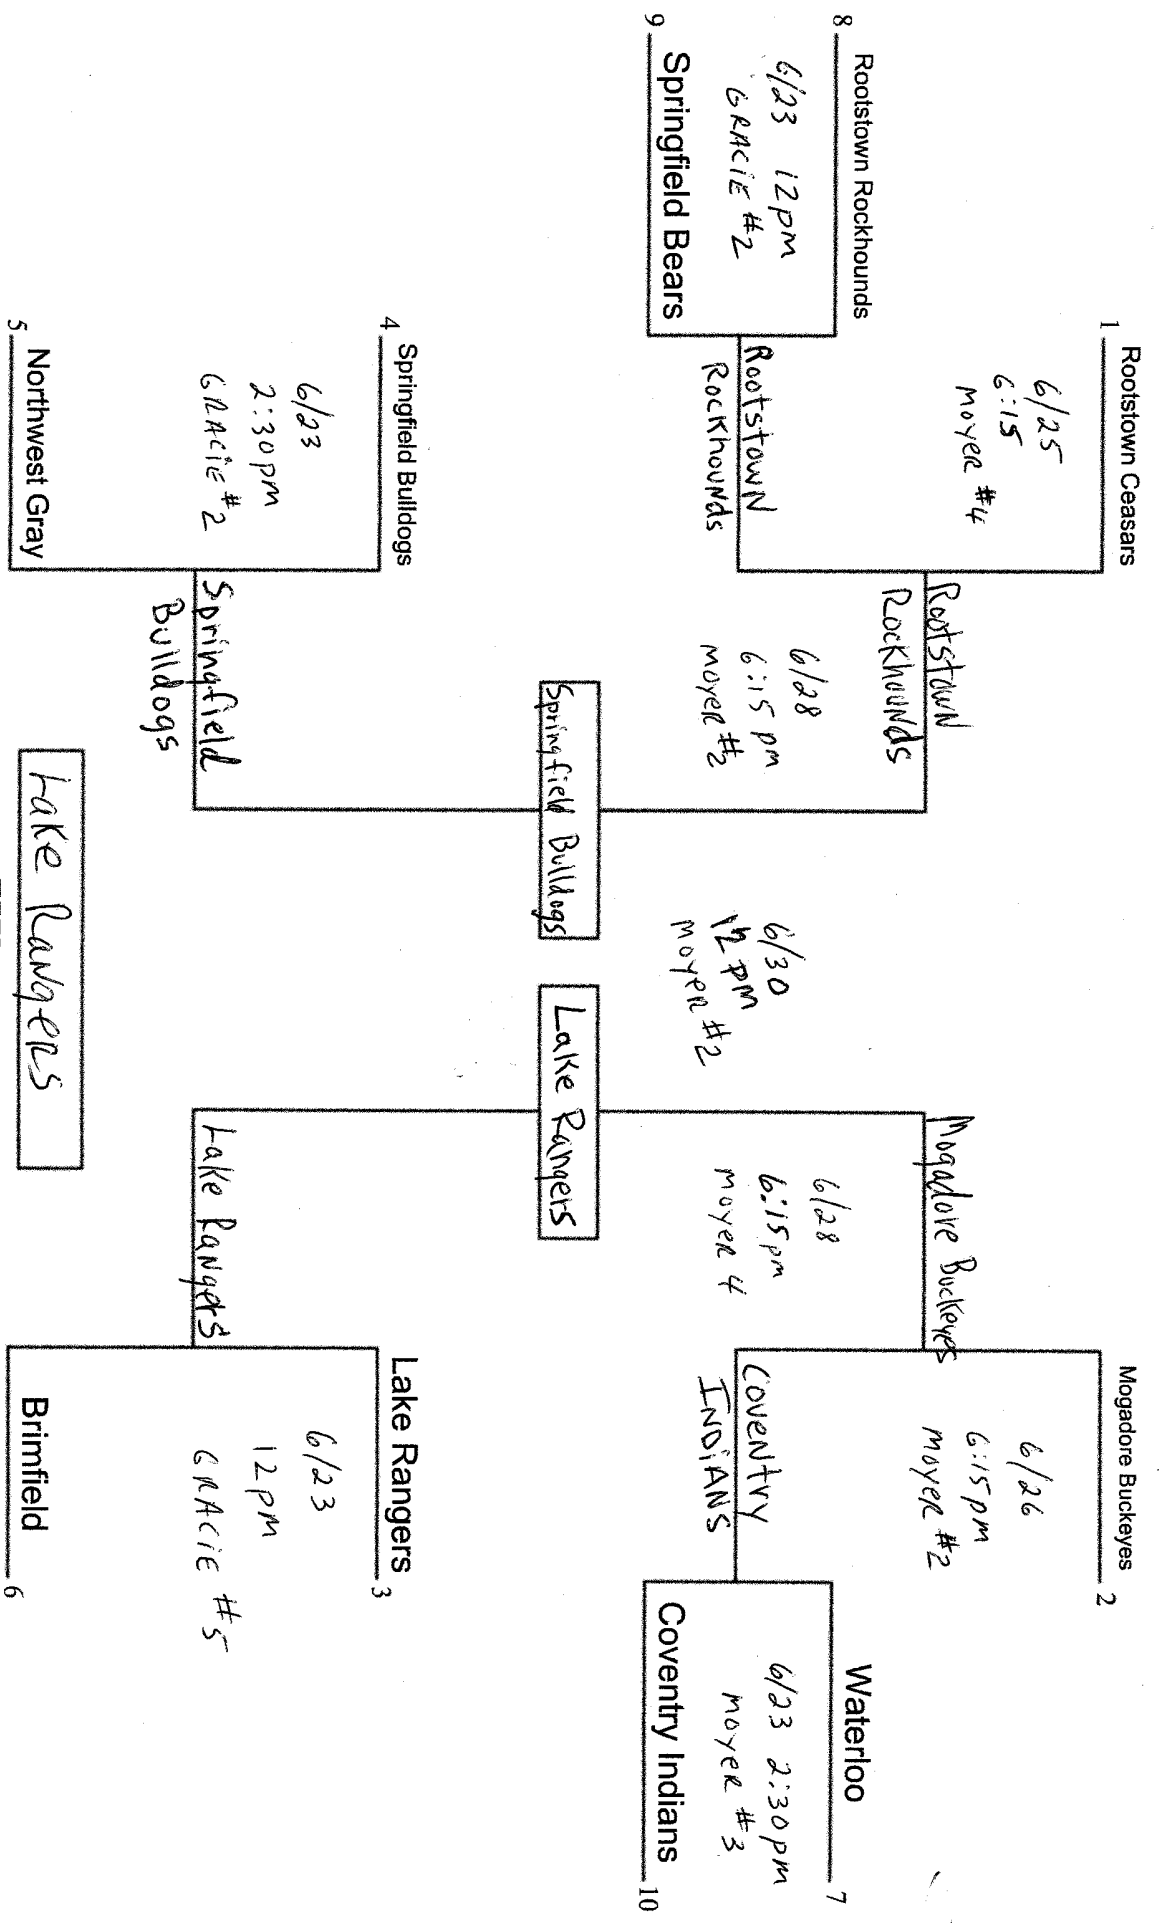 1
Rootstown Ceasars
6/25
6:15
Moyer #4
8
Rootstown Rockhounds
6/23 12pm
GRACiE #2
9
Springfield Bears
Rootstown
Rockhounds
Rootstown
Rockhounds
6/28
6:15 pm
Moyer #2
4
Springfield Bulldogs
6/23
2:30pm
GRACiE #2
5
Northwest Gray
Springfield
Bulldogs
Springfield Bulldogs
6/30
12 pm
Moyer #2
Lake Rangers
Lake Rangers
Mogadore Buckeyes
2
Mogadore Buckeyes
6/26
6:15pm
Moyer #2
Coventry
INDiANS
Waterloo
7
6/23 2:30pm
Moyer #3
Coventry Indians
10
6/28
6:15pm
Moyer 4
Lake Rangers
Lake Rangers
3
6/23
12pm
GRACiE #5
Brimfield
6